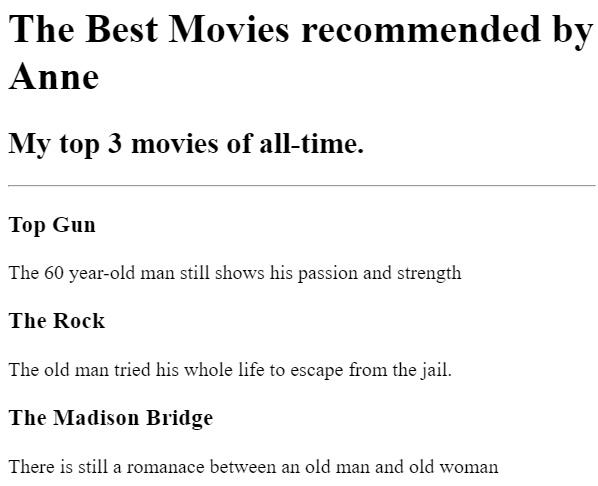 The Best Movies recommended by
Anne
My top 3 movies of all-time.
Top Gun
The 60 year-old man still shows his passion and strength
The Rock
The old man tried his whole life to escape from the jail.
The Madison Bridge
There is still a romanace between an old man and old woman